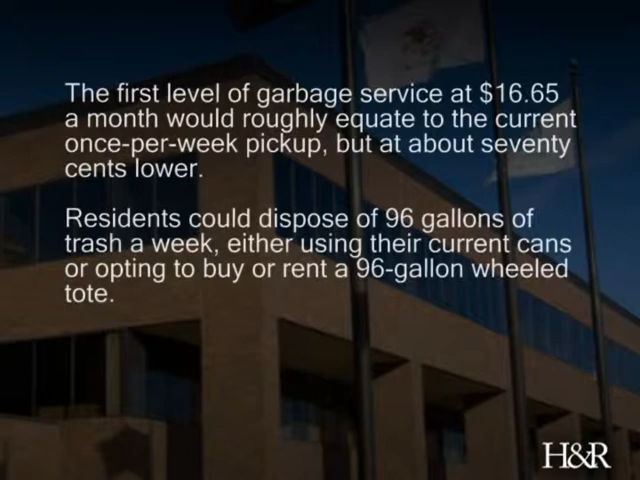 The first level of garbage service at $16.65
a month would roughly equate to the current
once-per-week pickup, but at about seventy
cents lower.
Residents could dispose of 96 gallons of
trash a week, either using their current cans
or opting to buy or rent a 96-gallon wheeled
tote.
H&R